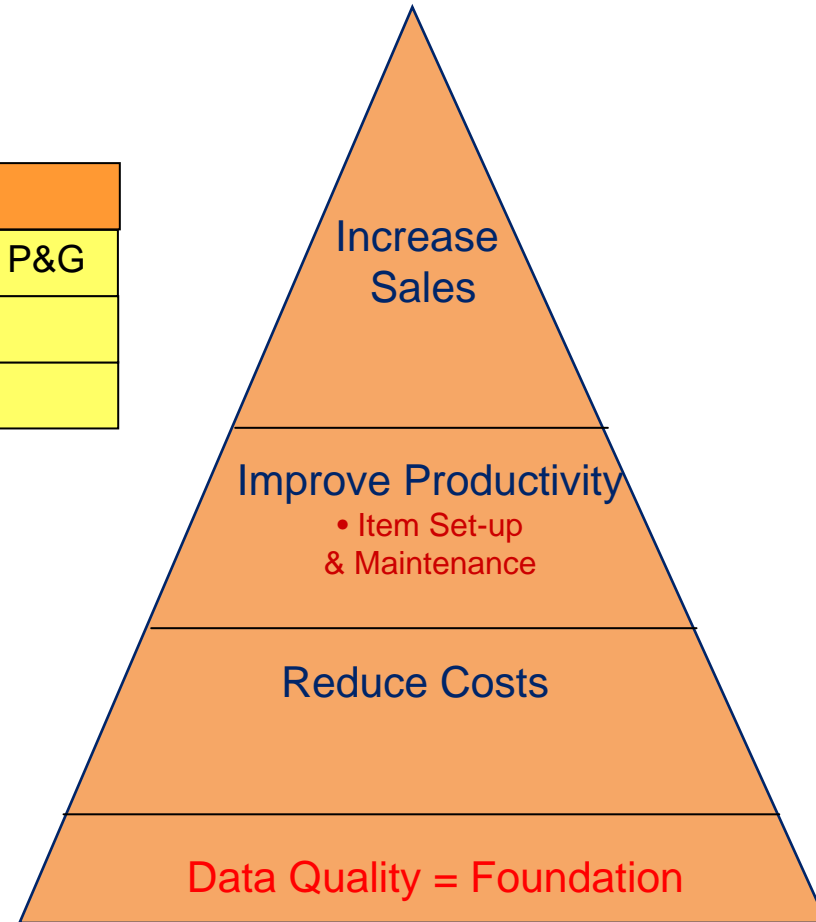 P&G
Increase
Sales
Improve Productivity
• Item Set-up
& Maintenance
Reduce Costs
Data Quality = Foundation